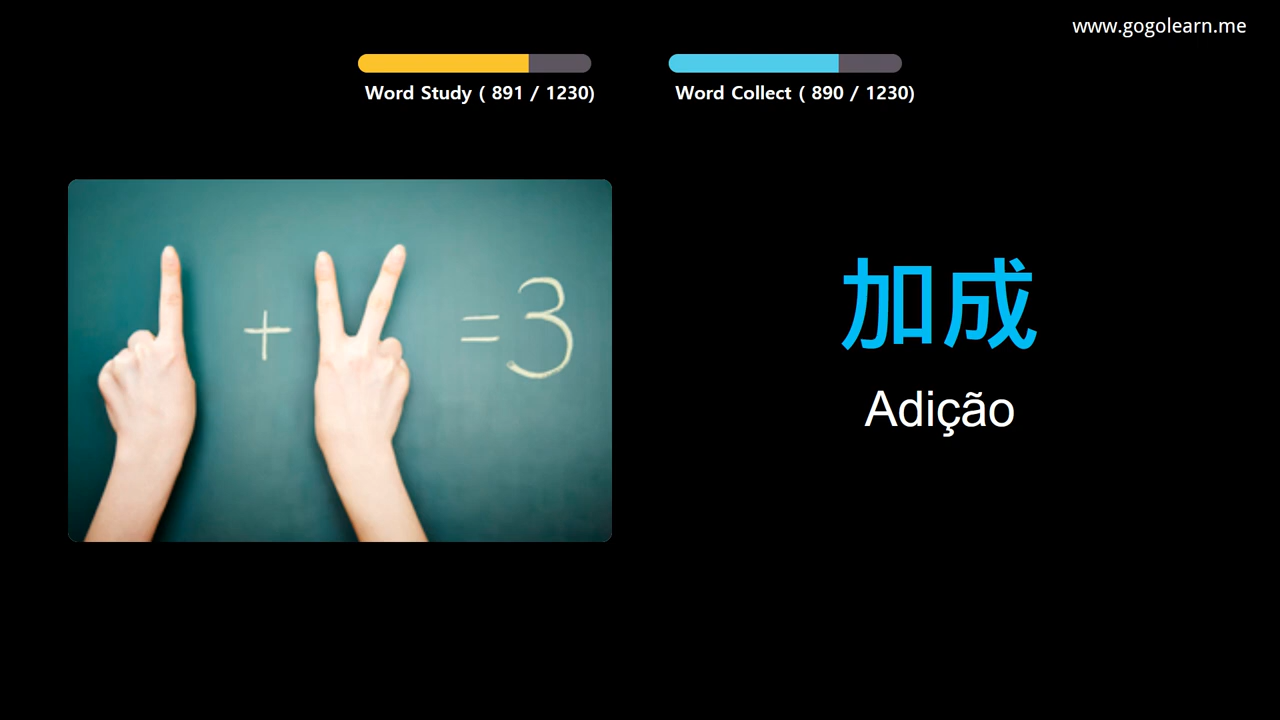 www.gogolearn.me
Word Study ( 891 / 1230)
Word Collect ( 890 / 1230)
+ = 3
加成
Adição